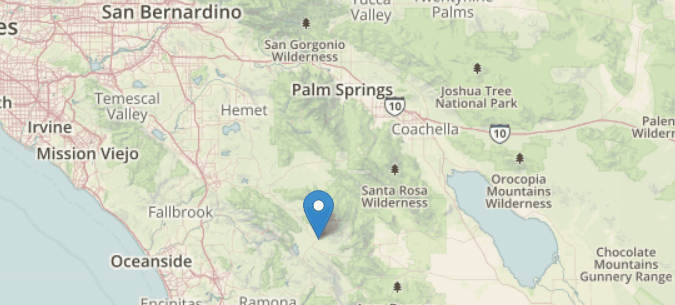 Yucca
Valley
Twentynine
Palms
San Bernardino
es
San Gorgonio
Wilderness
Palm Springs
10
Joshua Tree
National Park
th
Temescal
Valley
Hemet
Irvine
Coachella
10
Palen
Wilderne
Mission Viejo
Santa Rosa
Wilderness
Orocopia
Mountains
Wilderness
Fallbrook
Oceanside
Chocolate
Mountains
Gunnery Range
Encinitas
Ramona